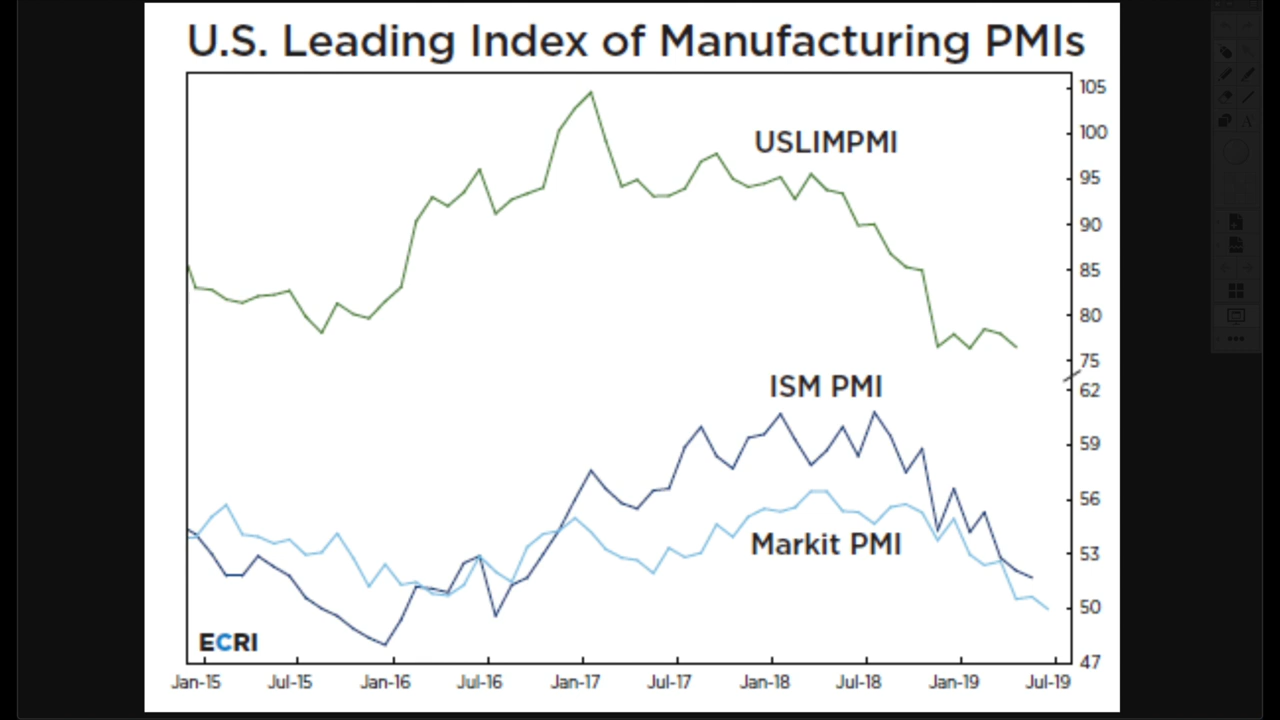 U.S. Leading Index of Manufacturing PMIs
105
USLIMPMI
100
95
90
85
80
75
ISM PMI
62
59
56
Markit PMI
53
50
ECRI
47
Jan-15 Jul-15 Jan-16 Jul-16 Jan-17 Jul-17 Jan-18 Jul-18 Jan-19 Jul-19
A